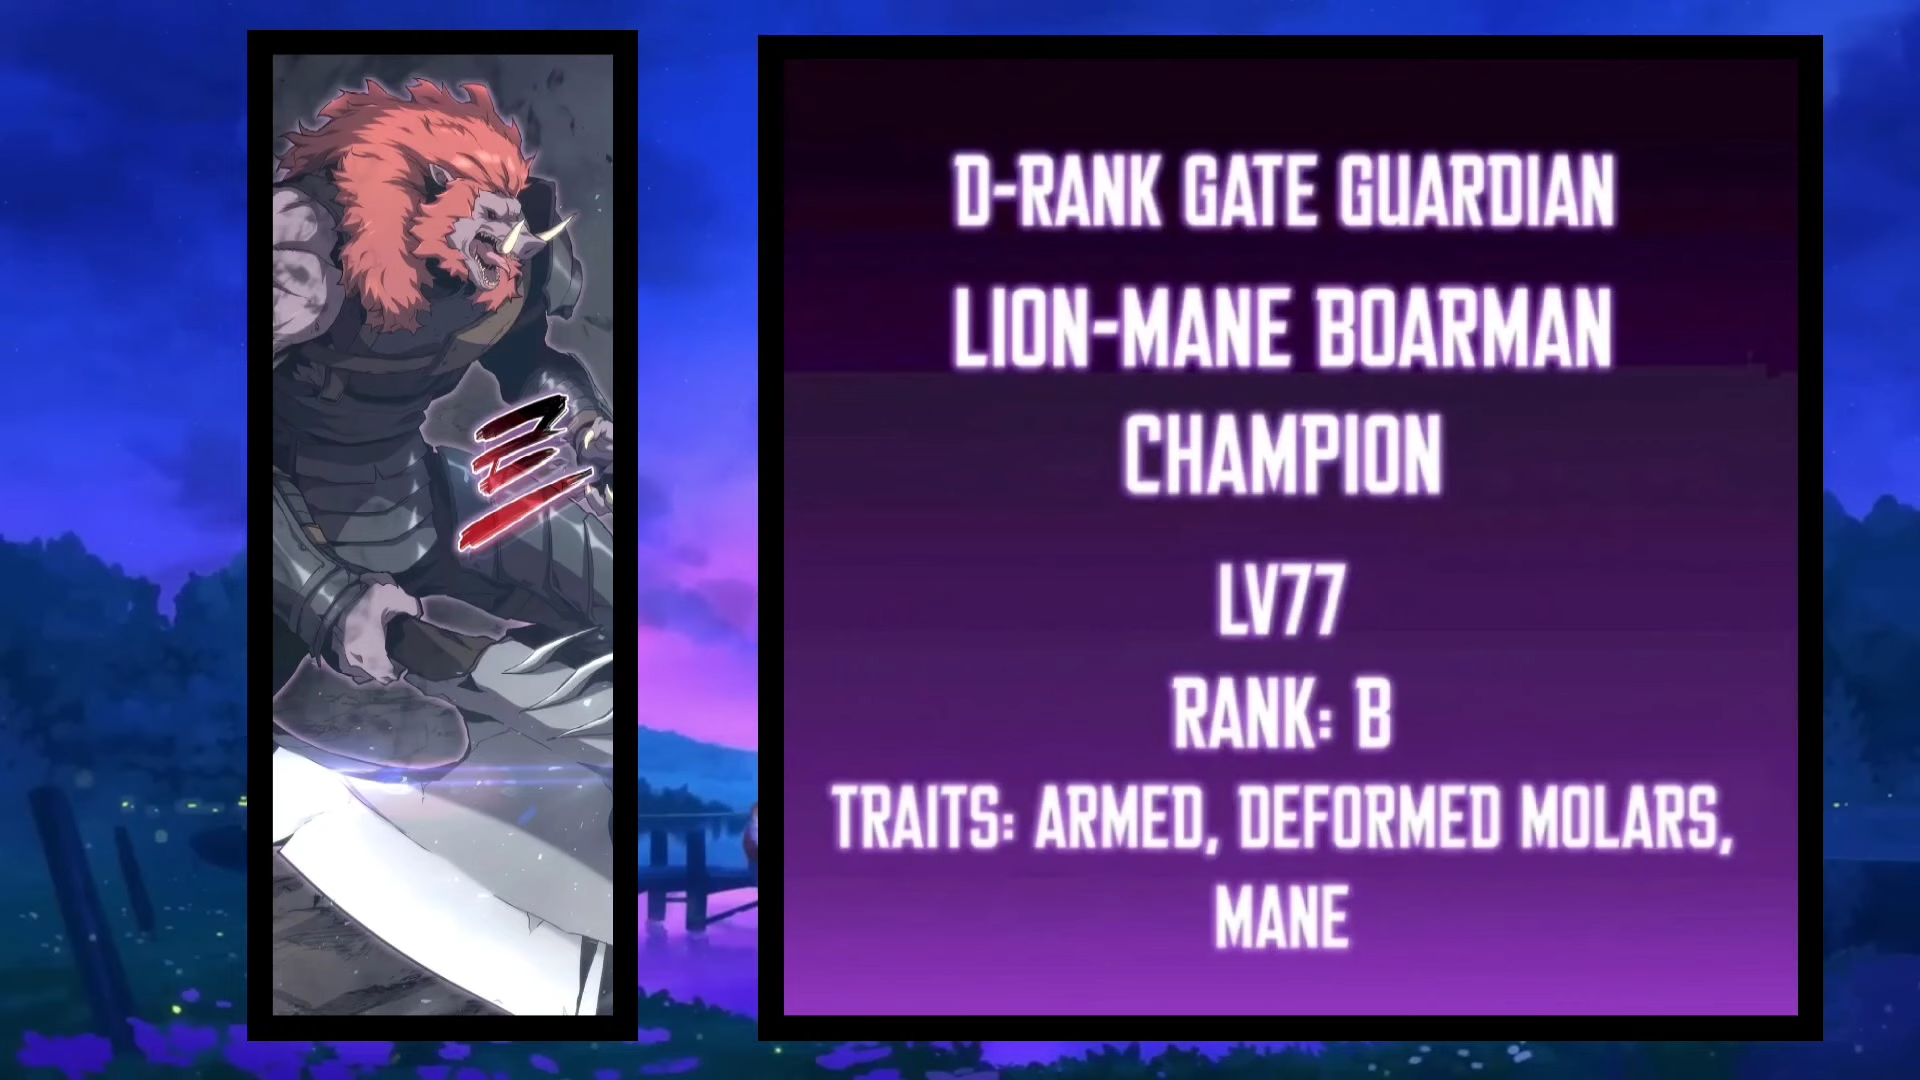 D-RANK GATE GUARDIAN
LION-MANE BOARMAN
CHAMPION
LV77
RANK: B
TRAITS: ARMED, DEFORMED MOLARS,
MANE